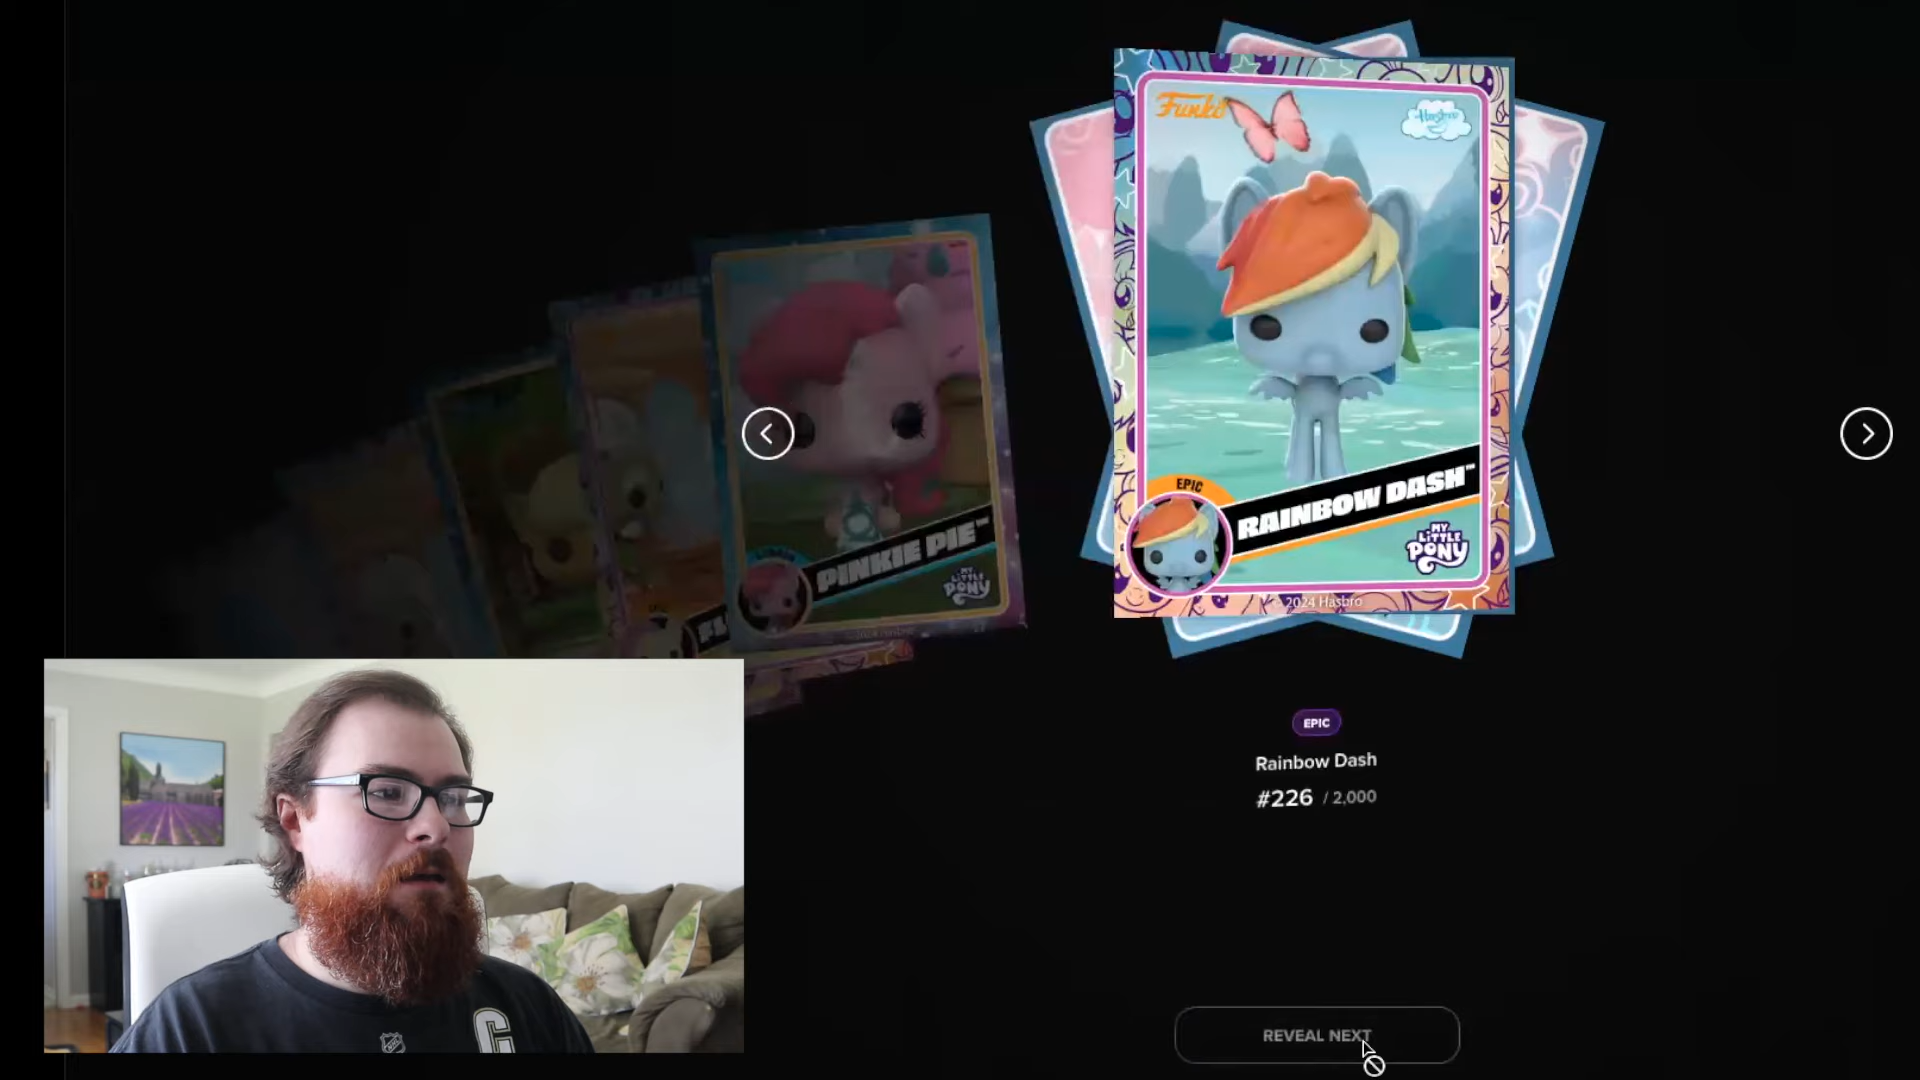 Funko
Hasbro
EPIC
RAINBOW DASH™
MY
LITTLE
PONY
© 2024 Hasbro
PINKIE PIE™
MY
LITTLE
PONY
EPIC
Rainbow Dash
#226 / 2,000
REVEAL NEXT
NHL
G